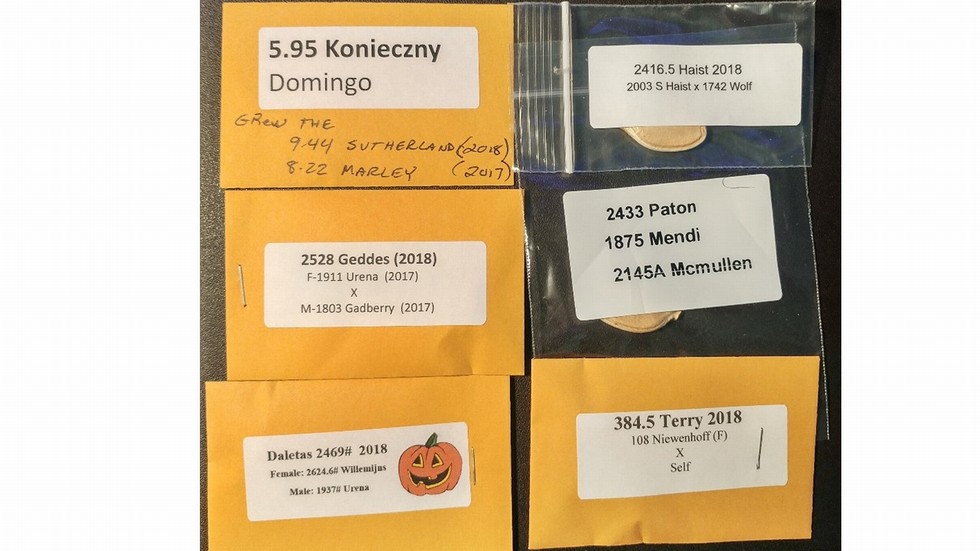 5.95 Konieczny
Domingo
GREW THE
9.44 SUTHERLAND (2018)
8.22 MARLEY (2017)
2416.5 Haist 2018
2003 S Haist x 1742 Wolf
2528 Geddes (2018)
F-1911 Urena (2017)
X
M-1803 Gadberry (2017)
2433 Paton
1875 Mendi
2145A Mcmullen
Daletas 2469# 2018
Female: 2624.6# Willemijns
Male: 1937# Urena
384.5 Terry 2018
108 Niewenhoff (F)
X
Self